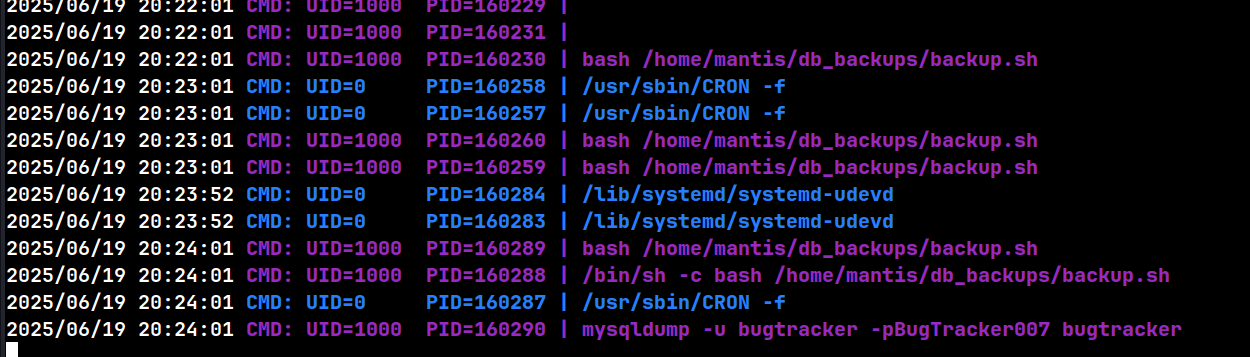 2025/06/19 20:22:01 CMD: UID=1000  PID=160229 |
2025/06/19 20:22:01 CMD: UID=1000  PID=160231 |
2025/06/19 20:22:01 CMD: UID=1000  PID=160230 | bash /home/mantis/db_backups/backup.sh
2025/06/19 20:23:01 CMD: UID=0     PID=160258 | /usr/sbin/CRON -f
2025/06/19 20:23:01 CMD: UID=0     PID=160257 | /usr/sbin/CRON -f
2025/06/19 20:23:01 CMD: UID=1000  PID=160260 | bash /home/mantis/db_backups/backup.sh
2025/06/19 20:23:01 CMD: UID=1000  PID=160259 | bash /home/mantis/db_backups/backup.sh
2025/06/19 20:23:52 CMD: UID=0     PID=160284 | /lib/systemd/systemd-udevd
2025/06/19 20:23:52 CMD: UID=0     PID=160283 | /lib/systemd/systemd-udevd
2025/06/19 20:24:01 CMD: UID=1000  PID=160289 | bash /home/mantis/db_backups/backup.sh
2025/06/19 20:24:01 CMD: UID=1000  PID=160288 | /bin/sh -c bash /home/mantis/db_backups/backup.sh
2025/06/19 20:24:01 CMD: UID=0     PID=160287 | /usr/sbin/CRON -f
2025/06/19 20:24:01 CMD: UID=1000  PID=160290 | mysqldump -u bugtracker -pBugTracker007 bugtracker